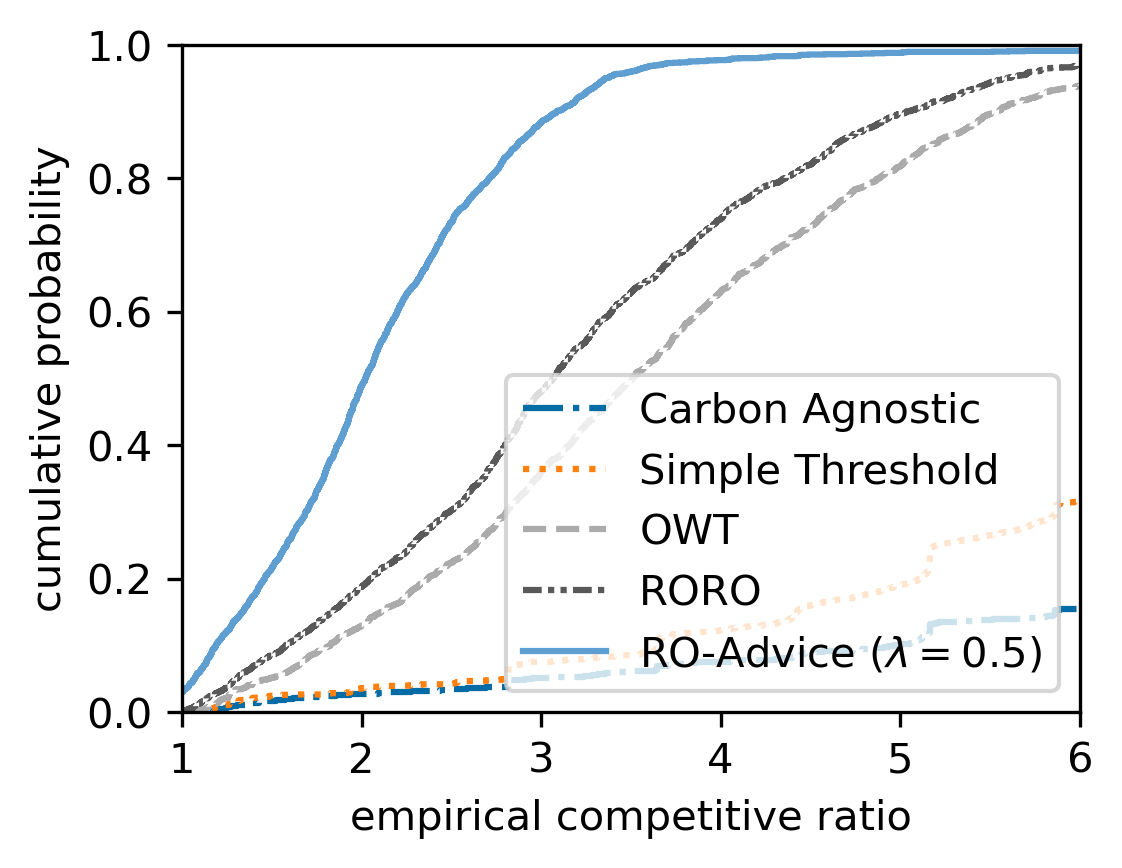 1.0
0.8
0.6
0.4
0.2
0.0
cumulative probability
Carbon Agnostic
Simple Threshold
OWT
RORO
RO-Advice (λ = 0.5)
1 2 3 4 5 6
empirical competitive ratio